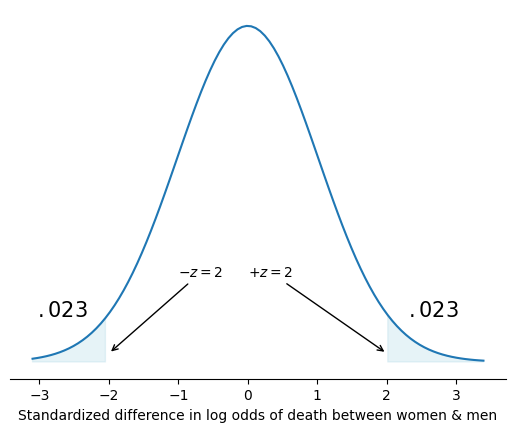 −z = 2 +z = 2
.023 .023
−3 −2 −1 0 1 2 3
Standardized difference in log odds of death between women & men